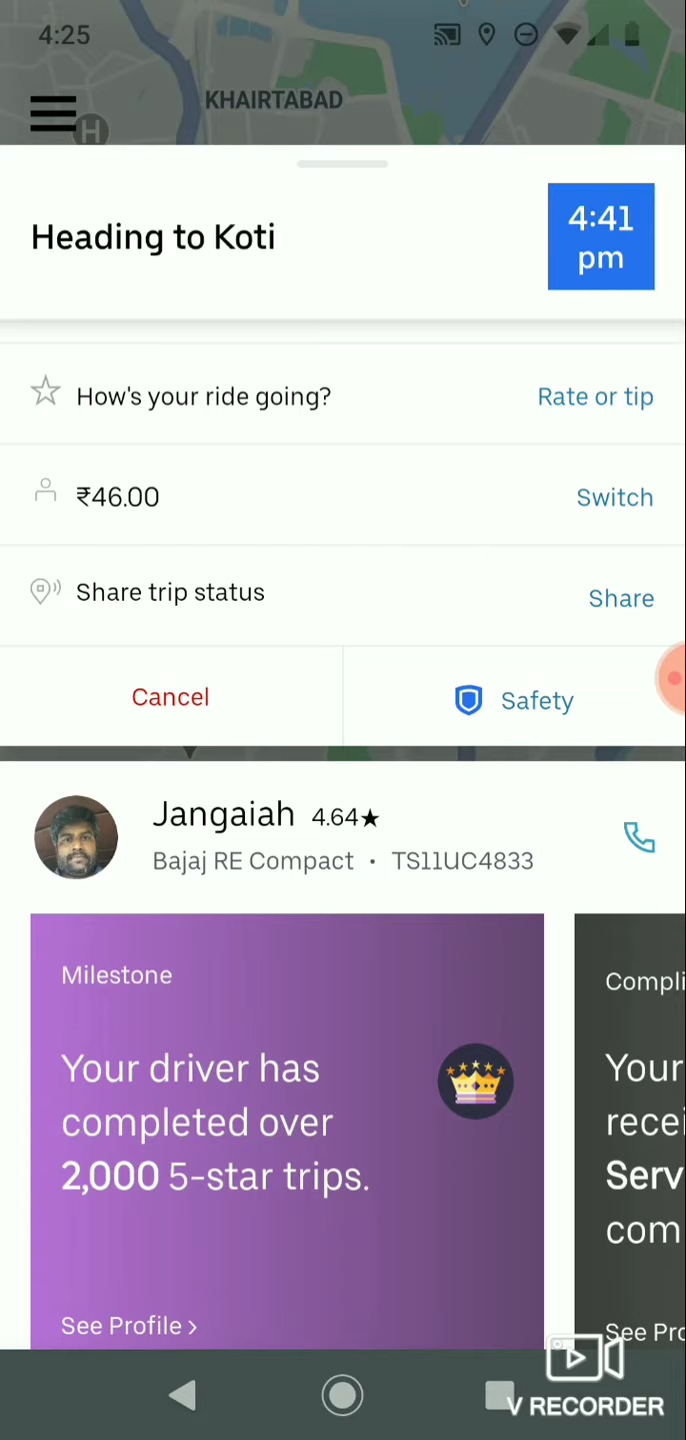 4:25
KHAIRTABAD
H
Heading to Koti
4:41
pm
How's your ride going?
Rate or tip
₹46.00
Switch
Share trip status
Share
Cancel
Safety
Jangaiah 4.64★
Bajaj RE Compact • TS11UC4833
Milestone
Your driver has
completed over
2,000 5-star trips.
See Profile >
Compli
Your
recei
Serv
com
See Pro
V RECORDER